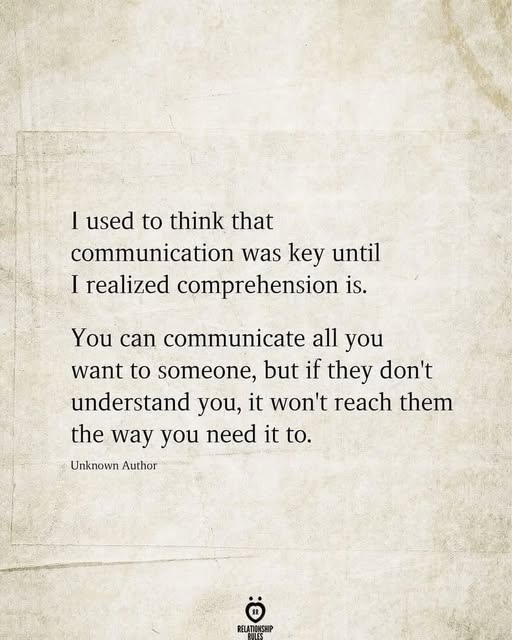 I used to think that
communication was key until
I realized comprehension is.
You can communicate all you
want to someone, but if they don't
understand you, it won't reach them
the way you need it to.
Unknown Author
RR
RELATIONSHIP
RULES